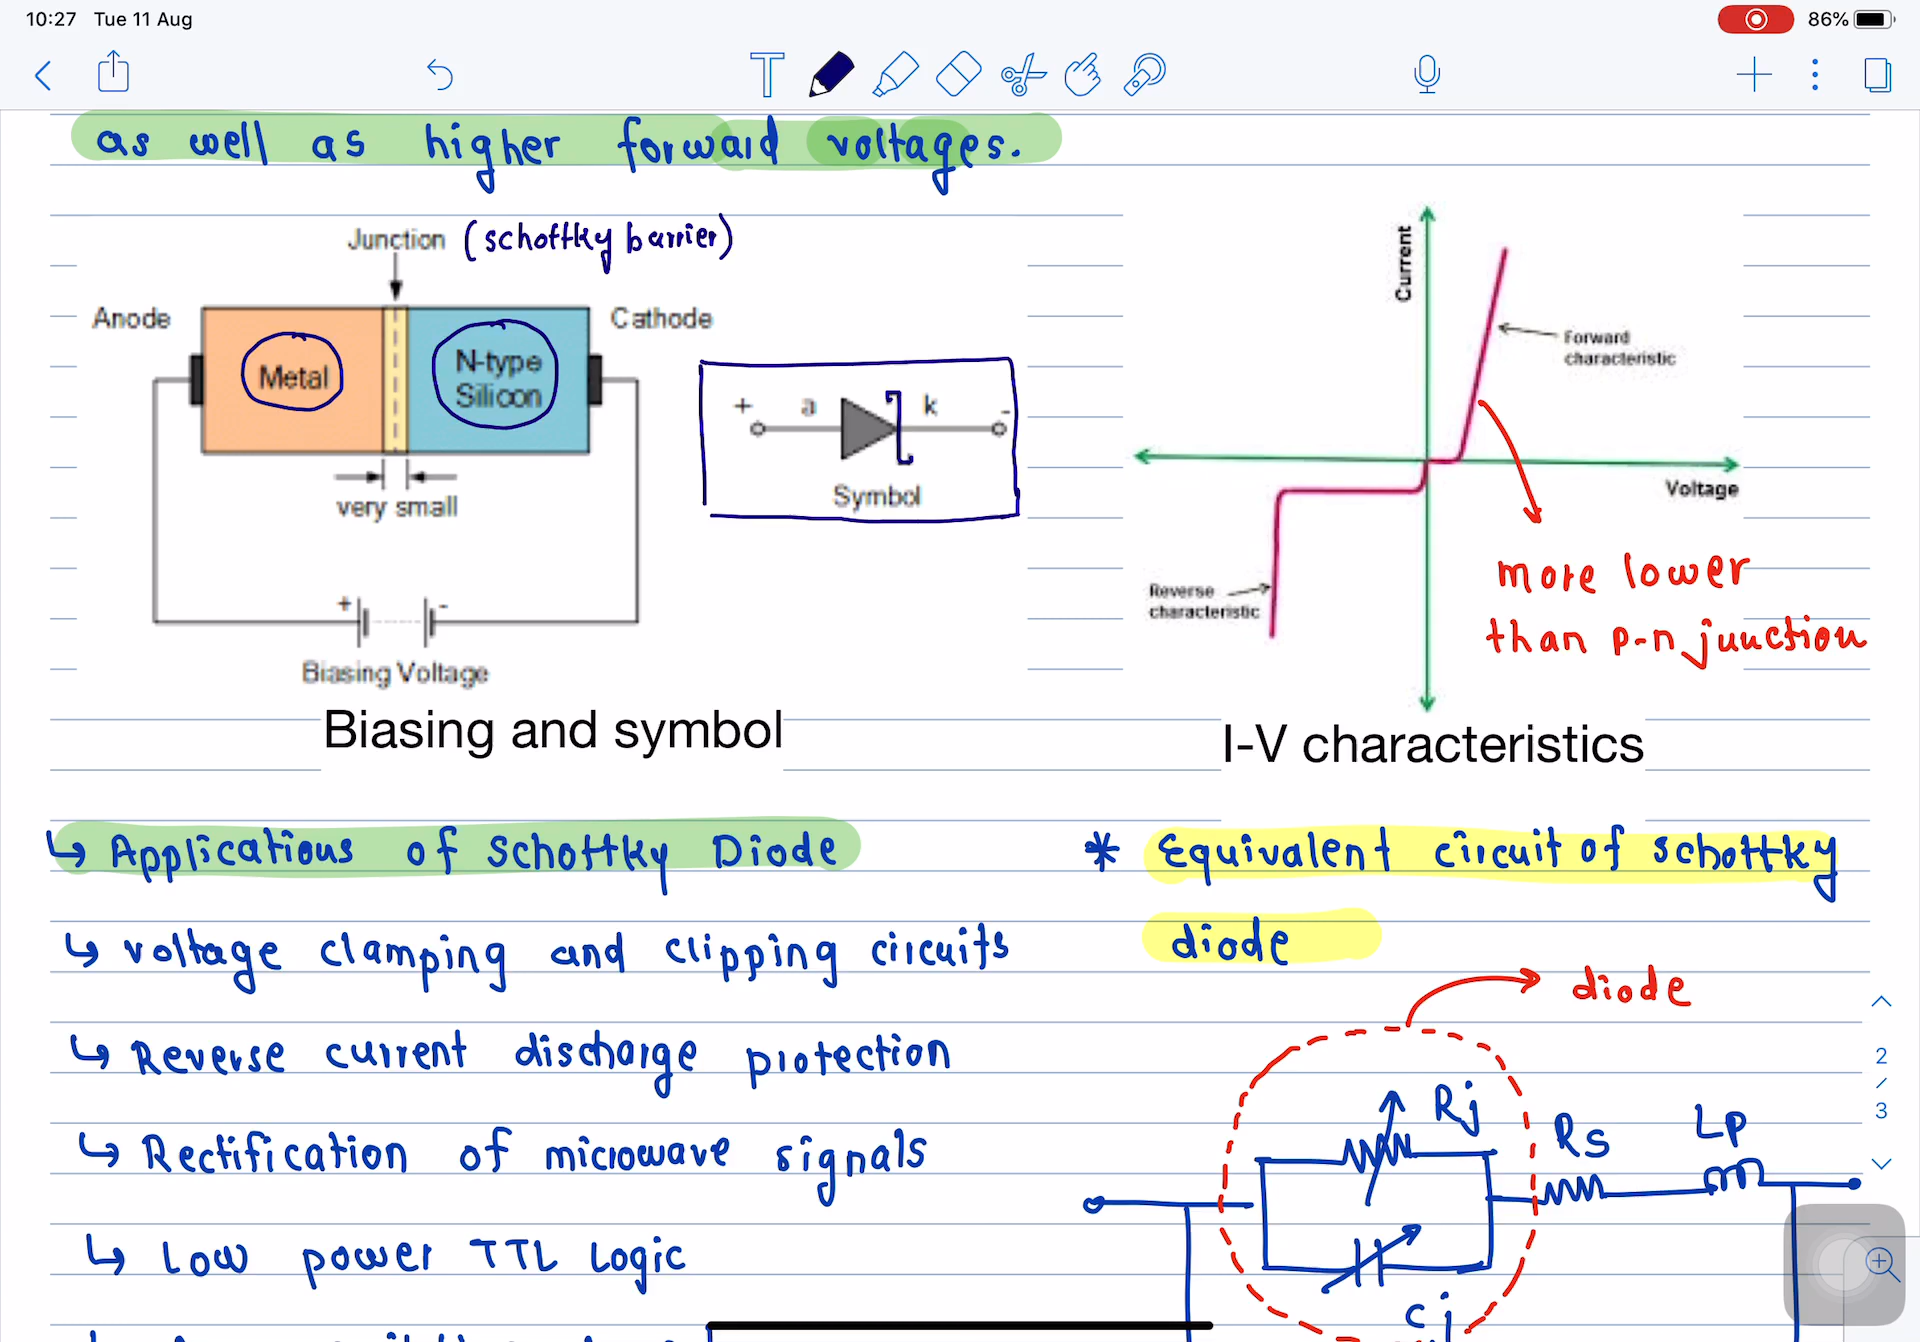 10:27 Tue 11 Aug
86%
as well as higher forward voltages.
Junction (schottky barrier)
Anode
Cathode
Metal
N-type
Silicon
very small
+ -
Biasing Voltage
+ a k -
Symbol
Biasing and symbol
Current
Forward
characteristic
Voltage
Reverse
characteristic
more lower
than p-n junction
I-V characteristics
↳ Applications of Schottky Diode
↳ voltage clamping and clipping circuits
↳ Reverse current discharge protection
↳ Rectification of microwave signals
↳ Low power TTL Logic
* Equivalent circuit of schottky
diode
diode
Rj
Rs
Lp
Cj
2
/
3